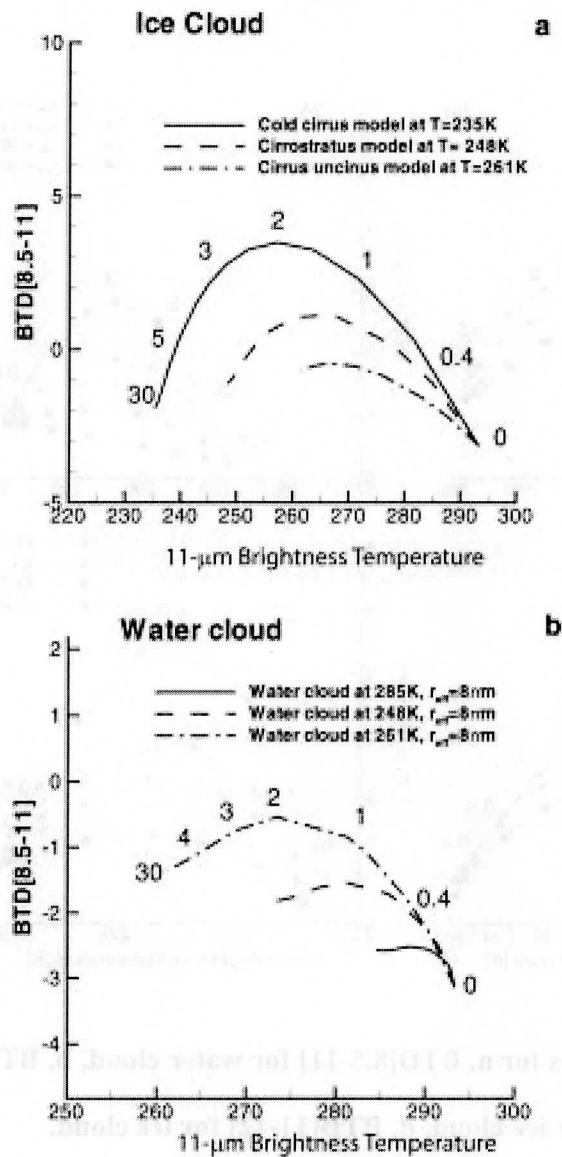 Ice Cloud
a
10
Cold cirrus model at T=235K
Cirrostratus model at T= 248K
Cirrus uncinus model at T=261K
5
BTD[8.5-11]
2
3
1
5
0
0.4
30
0
-5
220 230 240 250 260 270 280 290 300
11-μm Brightness Temperature
Water cloud
b
2
Water cloud at 285K, reff=8nm
Water cloud at 248K, reff=8nm
Water cloud at 261K, reff=8nm
1
BTD[8.5-11]
0
2
3
1
4
-1
30
0.4
-2
-3
0
-4
250 260 270 280 290 300
11-μm Brightness Temperature